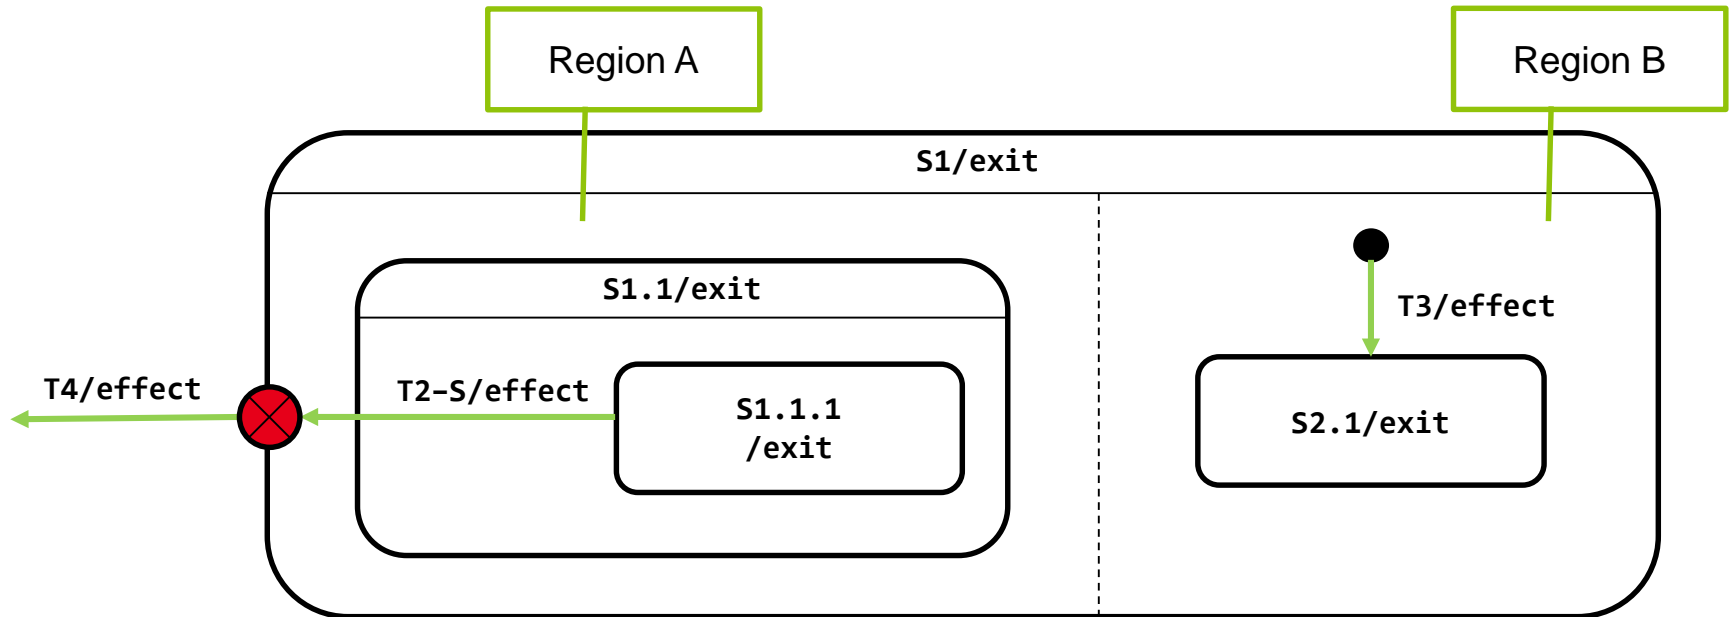 Region A
Region B
S1/exit
S1.1/exit
T3/effect
T4/effect
T2–S/effect
S1.1.1
/exit
S2.1/exit